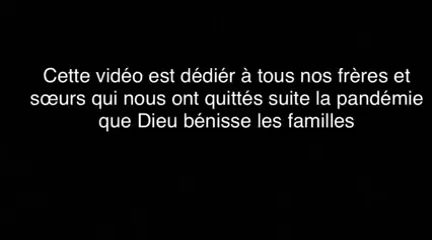 Cette vidéo est dédiér à tous nos frères et
sœurs qui nous ont quittés suite la pandémie
que Dieu bénisse les familles